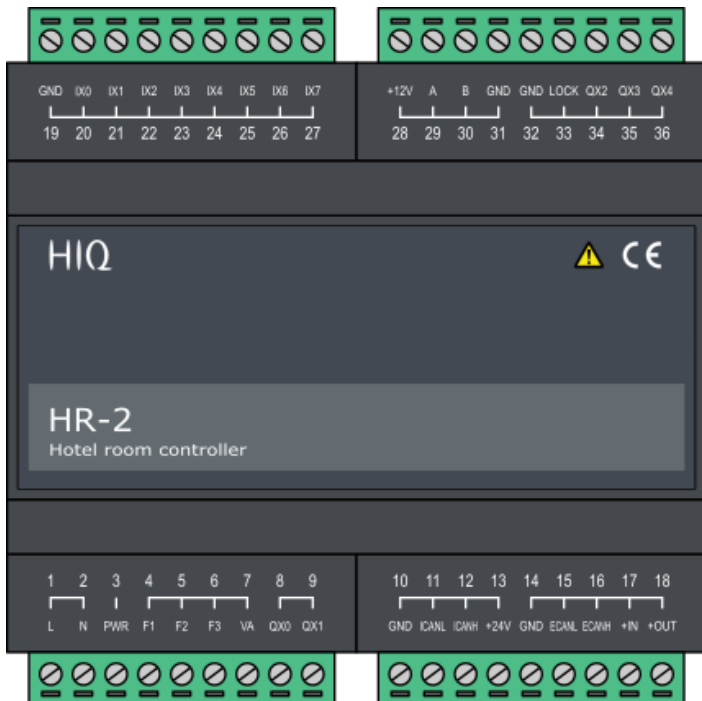 GND IX0 IX1 IX2 IX3 IX4 IX5 IX6 IX7
19 20 21 22 23 24 25 26 27
+12V A B GND GND LOCK QX2 QX3 QX4
28 29 30 31 32 33 34 35 36
HIQ
CE
HR-2
Hotel room controller
1 2 3 4 5 6 7 8 9
L N PWR F1 F2 F3 VA QX0 QX1
10 11 12 13 14 15 16 17 18
GND ICANL ICANH +24V GND ECANL ECANH +IN +OUT